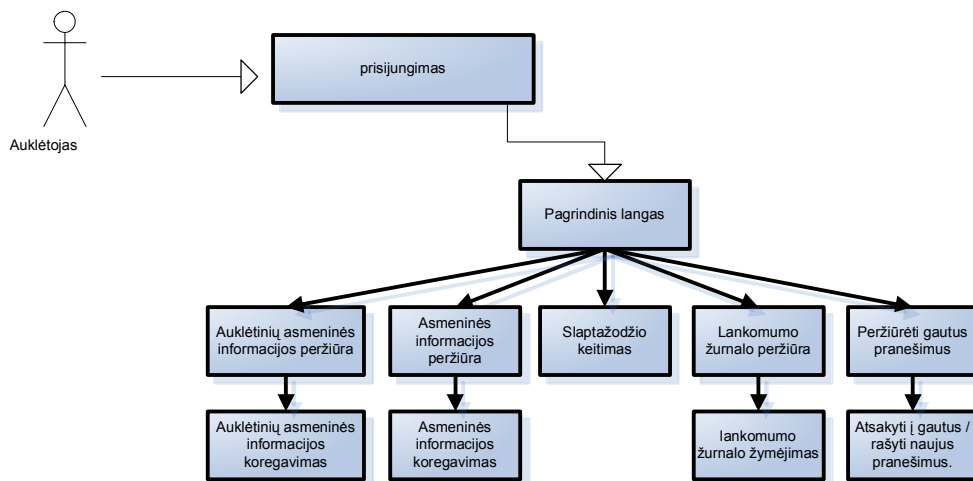 prisijungimas
Auklėtojas
Pagrindinis langas
Auklėtinių asmeninės
informacijos peržiūra
Asmeninės
informacijos
peržiūra
Slaptažodžio
keitimas
Lankomumo
žurnalo peržiūra
Peržiūrėti gautus
pranešimus
Auklėtinių asmeninės
informacijos
koregavimas
Asmeninės
informacijos
koregavimas
lankomumo
žurnalo žymėjimas
Atsakyti į gautus /
rašyti naujus
pranešimus.